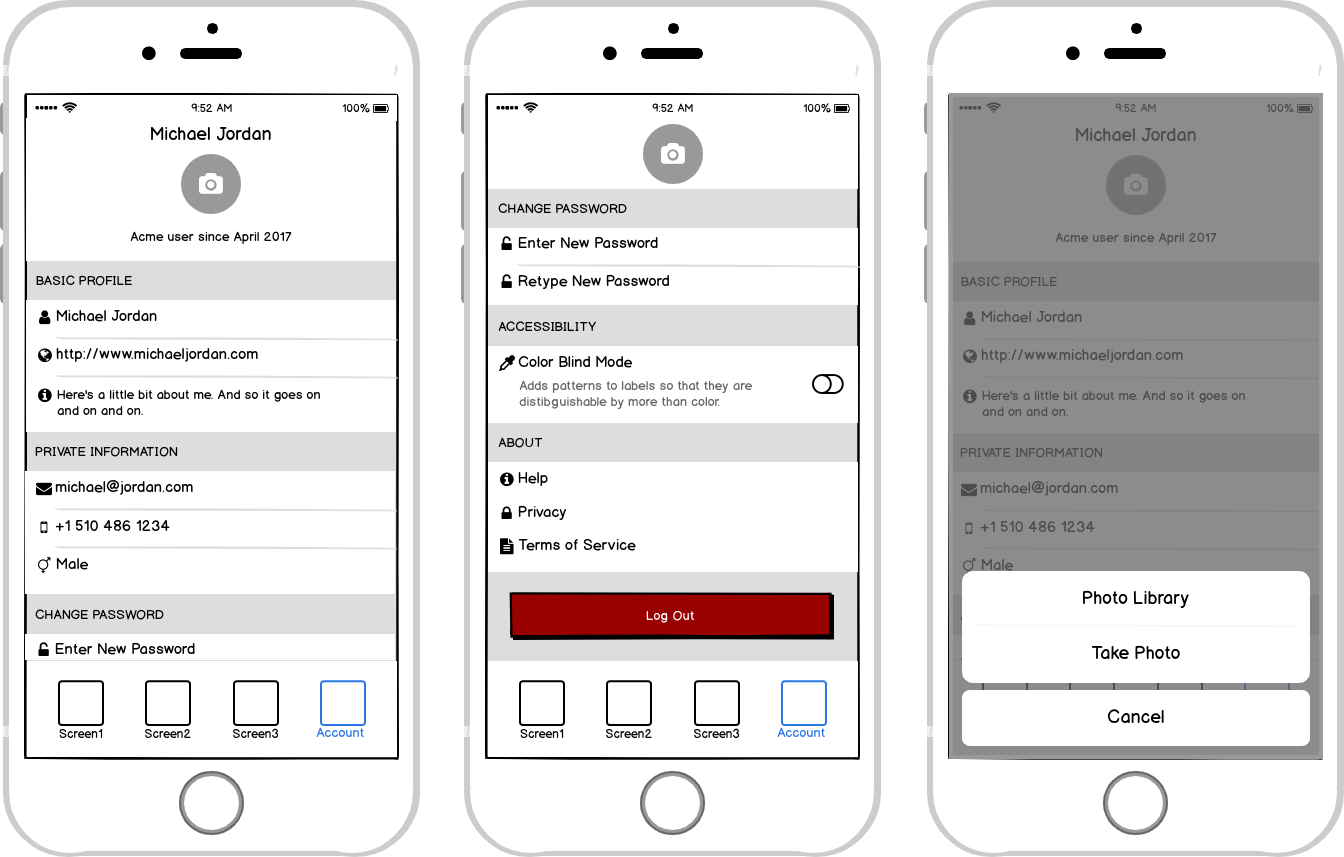 9:52 AM 100%
Michael Jordan
Acme user since April 2017
BASIC PROFILE
Michael Jordan
http://www.michaeljordan.com
Here's a little bit about me. And so it goes on
and on and on.
PRIVATE INFORMATION
michael@jordan.com
+1 510 486 1234
Male
CHANGE PASSWORD
Enter New Password
Screen1 Screen2 Screen3 Account
9:52 AM 100%
CHANGE PASSWORD
Enter New Password
Retype New Password
ACCESSIBILITY
Color Blind Mode
Adds patterns to labels so that they are
distibguishable by more than color.
ABOUT
Help
Privacy
Terms of Service
Log Out
Screen1 Screen2 Screen3 Account
9:52 AM 100%
Michael Jordan
Acme user since April 2017
BASIC PROFILE
Michael Jordan
http://www.michaeljordan.com
Here's a little bit about me. And so it goes on
and on and on.
PRIVATE INFORMATION
michael@jordan.com
+1 510 486 1234
Male
Photo Library
Take Photo
Cancel